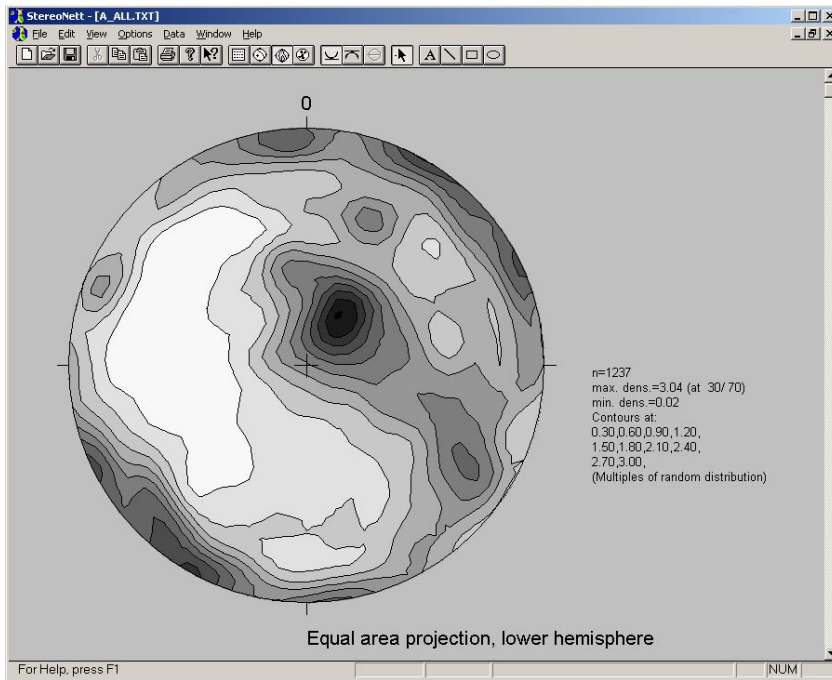 StereoNett - [A_ALL.TXT]
File Edit View Options Data Window Help
A
0
n=1237
max. dens.=3.04 (at 30/ 70)
min. dens.=0.02
Contours at:
0.30,0.60,0.90,1.20,
1.50,1.80,2.10,2.40,
2.70,3.00,
(Multiples of random distribution)
Equal area projection, lower hemisphere
For Help, press F1
NUM